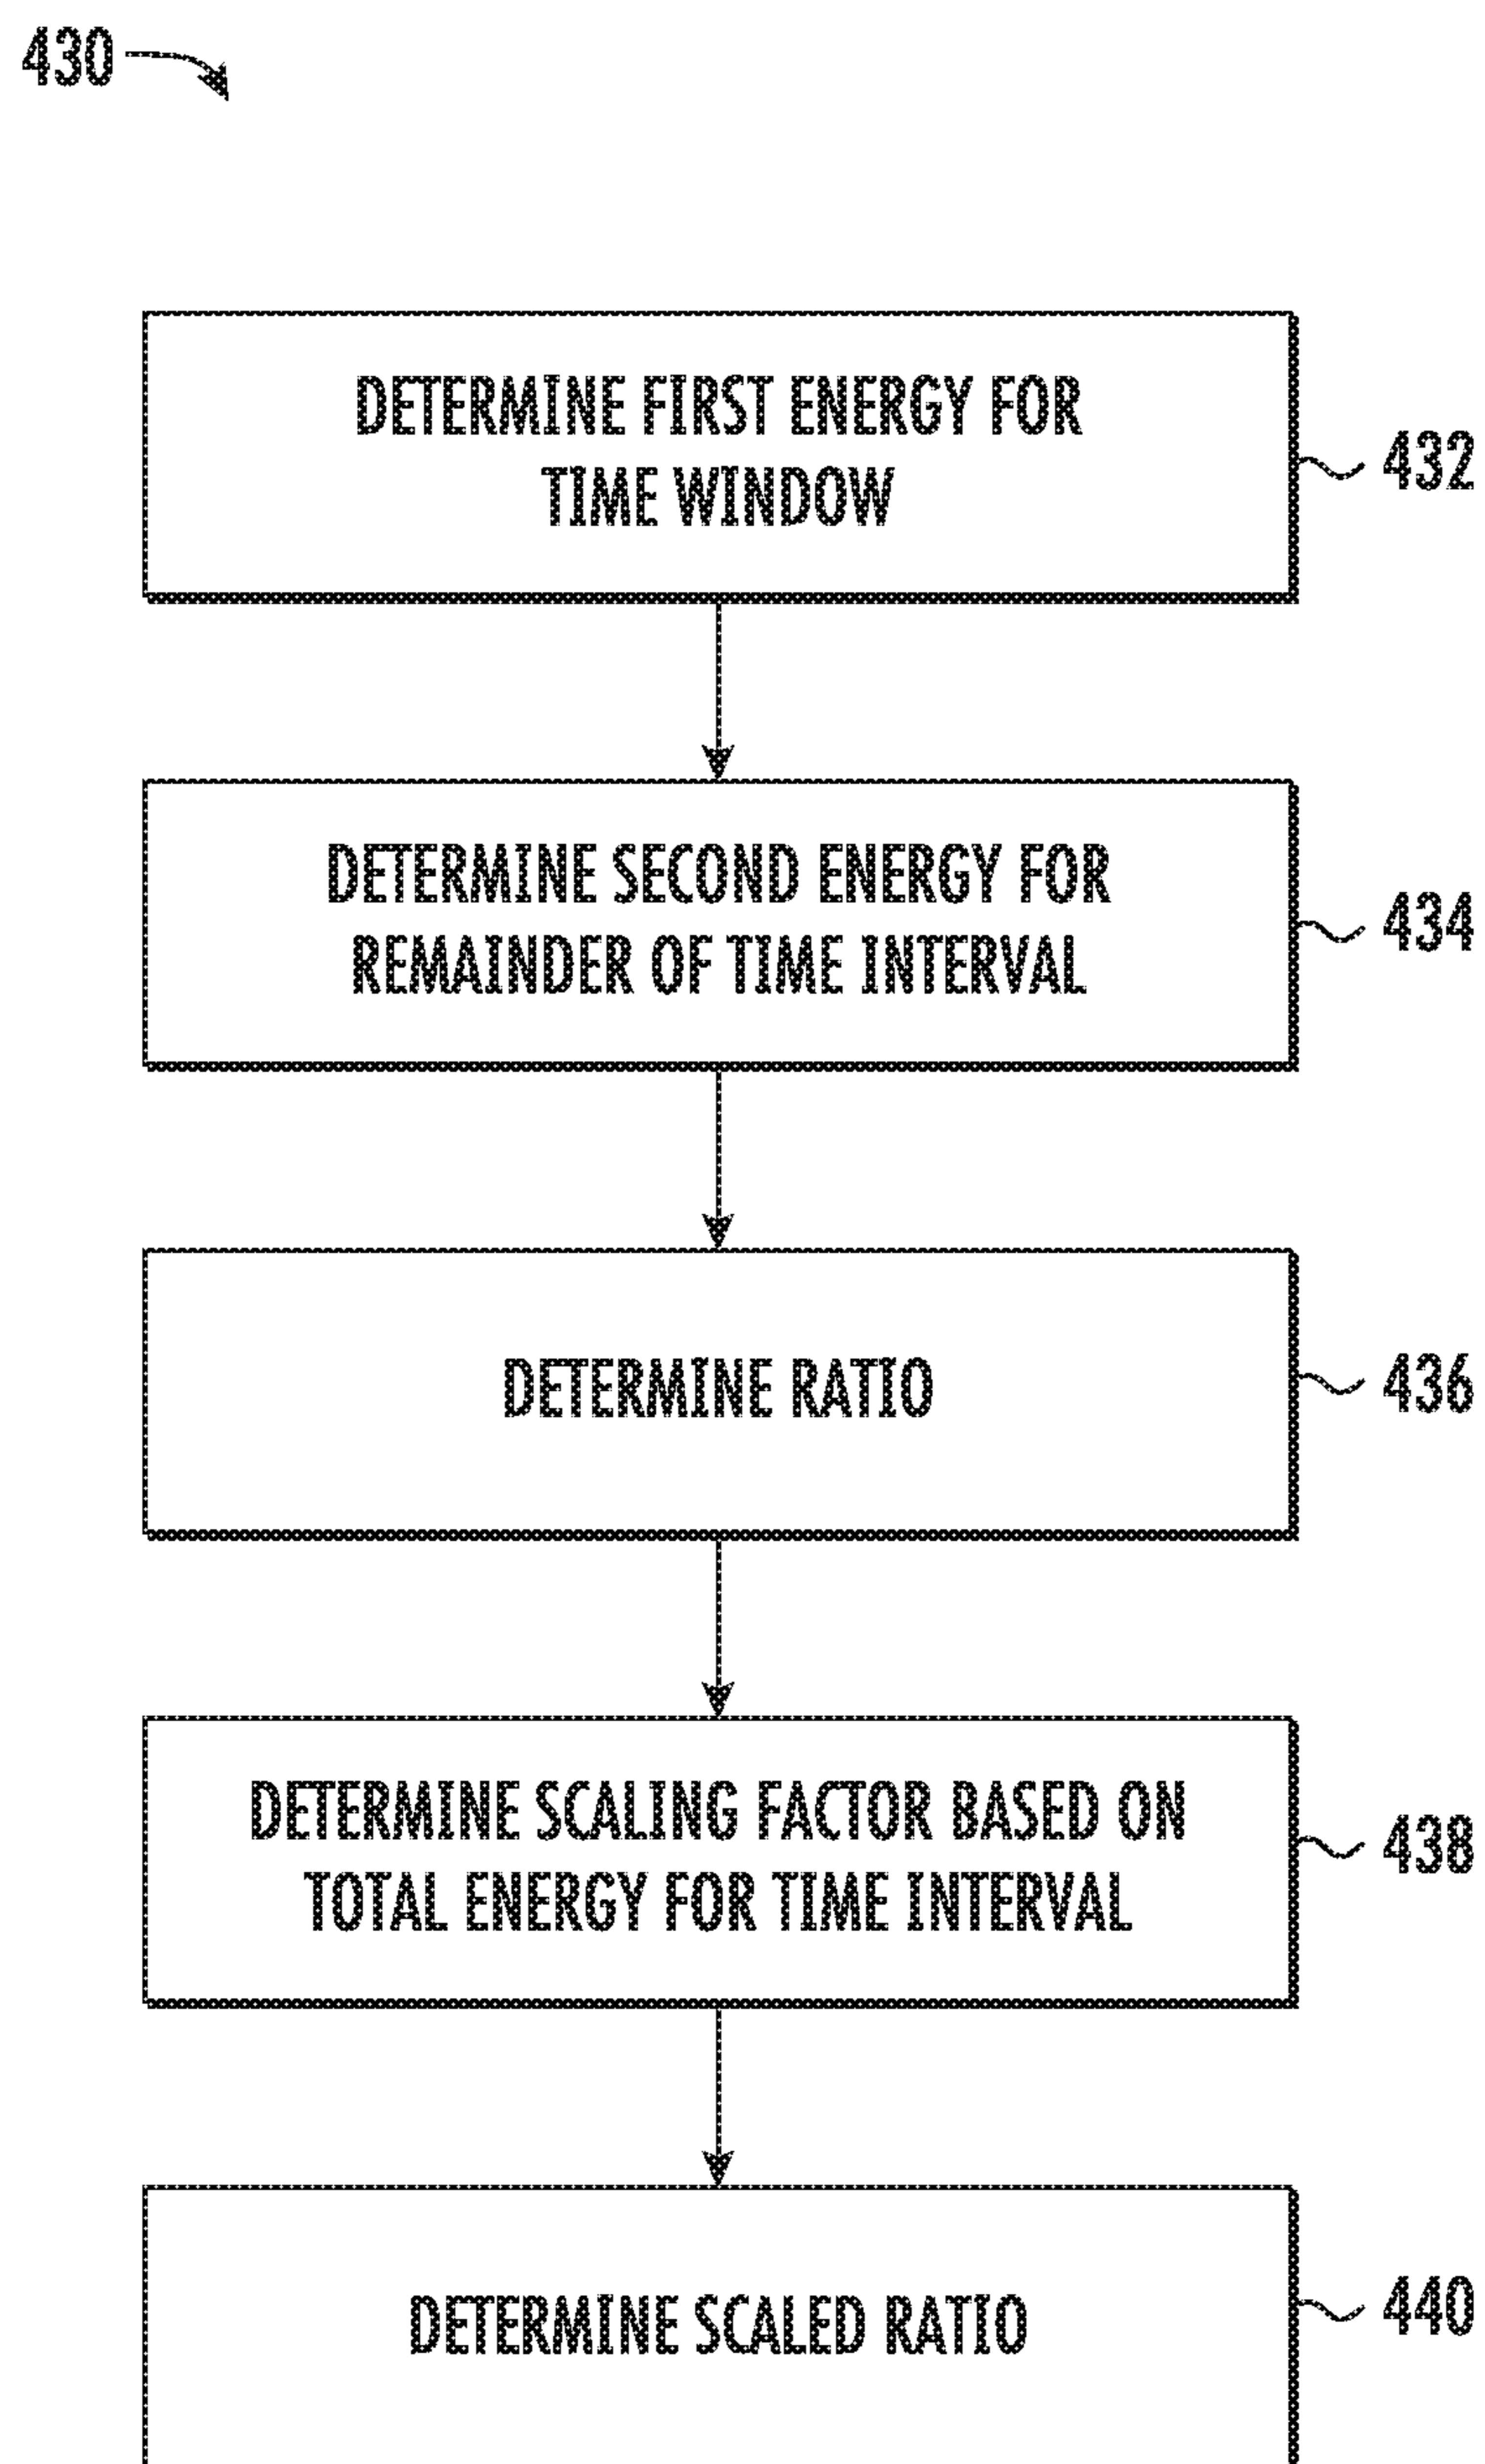 430
DETERMINE FIRST ENERGY FOR
TIME WINDOW
432
DETERMINE SECOND ENERGY FOR
REMAINDER OF TIME INTERVAL
434
DETERMINE RATIO
436
DETERMINE SCALING FACTOR BASED ON
TOTAL ENERGY FOR TIME INTERVAL
438
DETERMINE SCALED RATIO
440